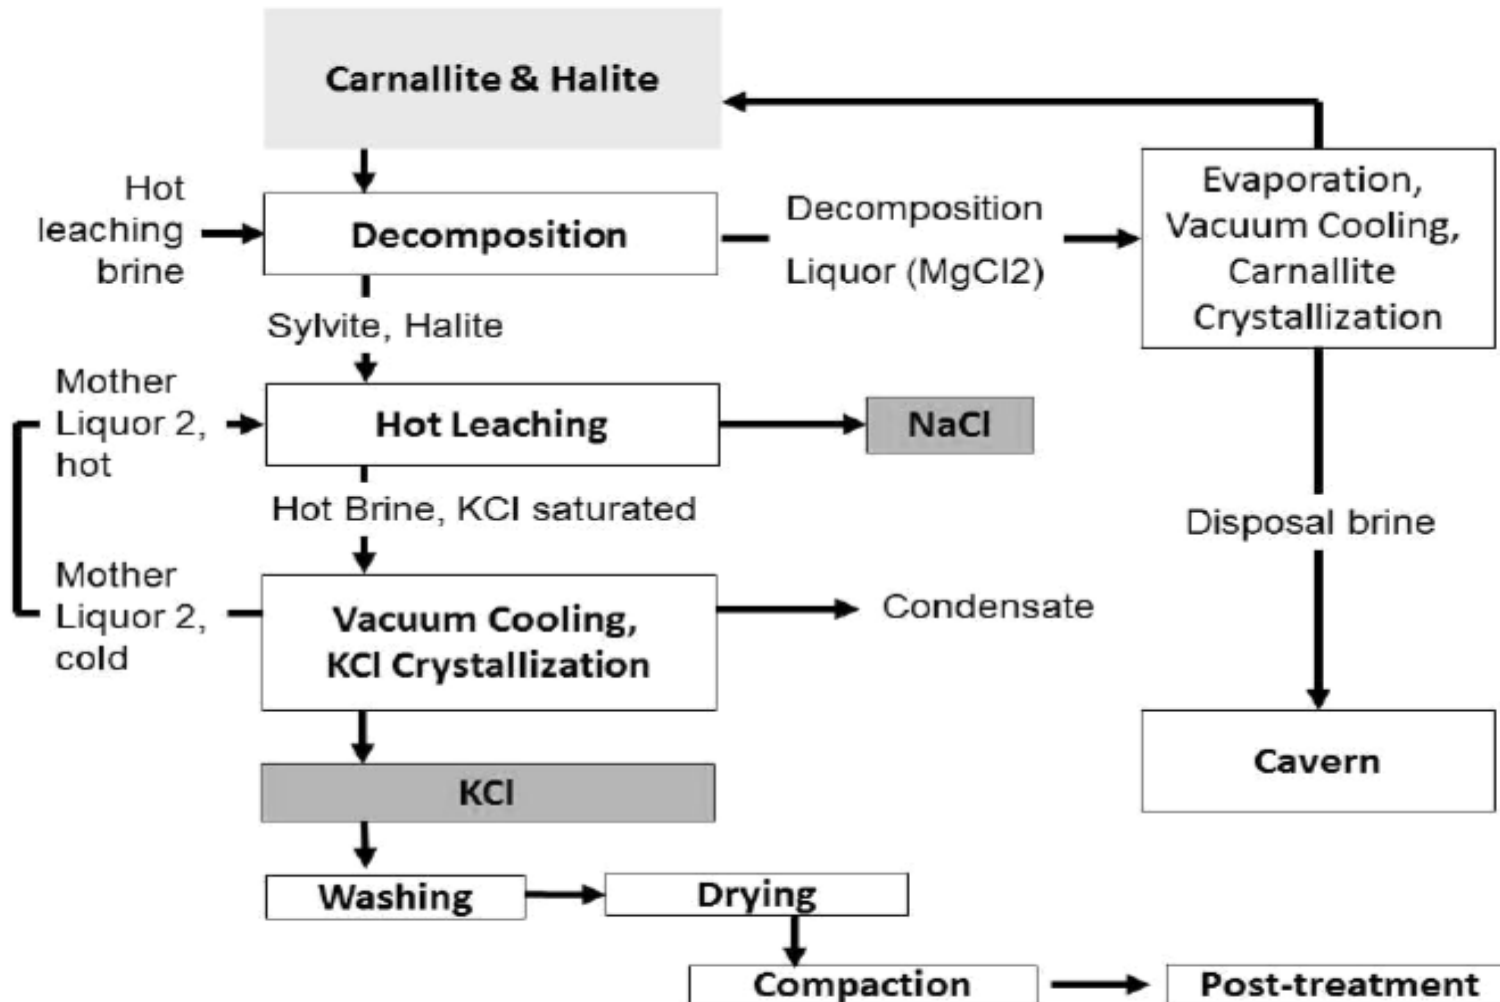 Carnallite & Halite
Hot
leaching
brine
Decomposition
Decomposition
Liquor (MgCl2)
Evaporation,
Vacuum Cooling,
Carnallite
Crystallization
Sylvite, Halite
Mother
Liquor 2,
hot
Hot Leaching
NaCl
Hot Brine, KCl saturated
Disposal brine
Mother
Liquor 2,
cold
Vacuum Cooling,
KCl Crystallization
Condensate
Cavern
KCl
Washing
Drying
Compaction
Post-treatment